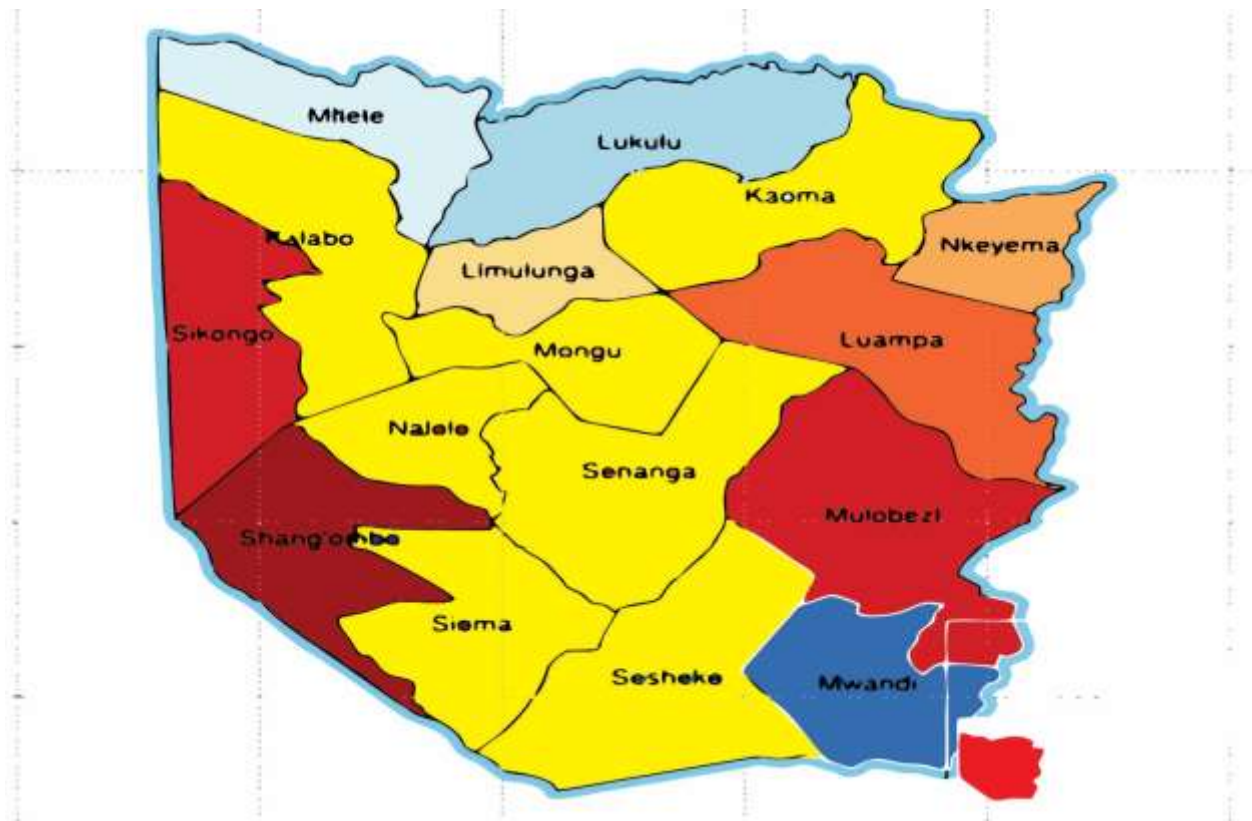 Mitete
Lukulu
Kaoma
Kalabo
Nkeyema
Limulunga
Sikongo
Luampa
Mongu
Nalolo
Senanga
Mulobezi
Shang'ombo
Sioma
Sesheke
Mwandi